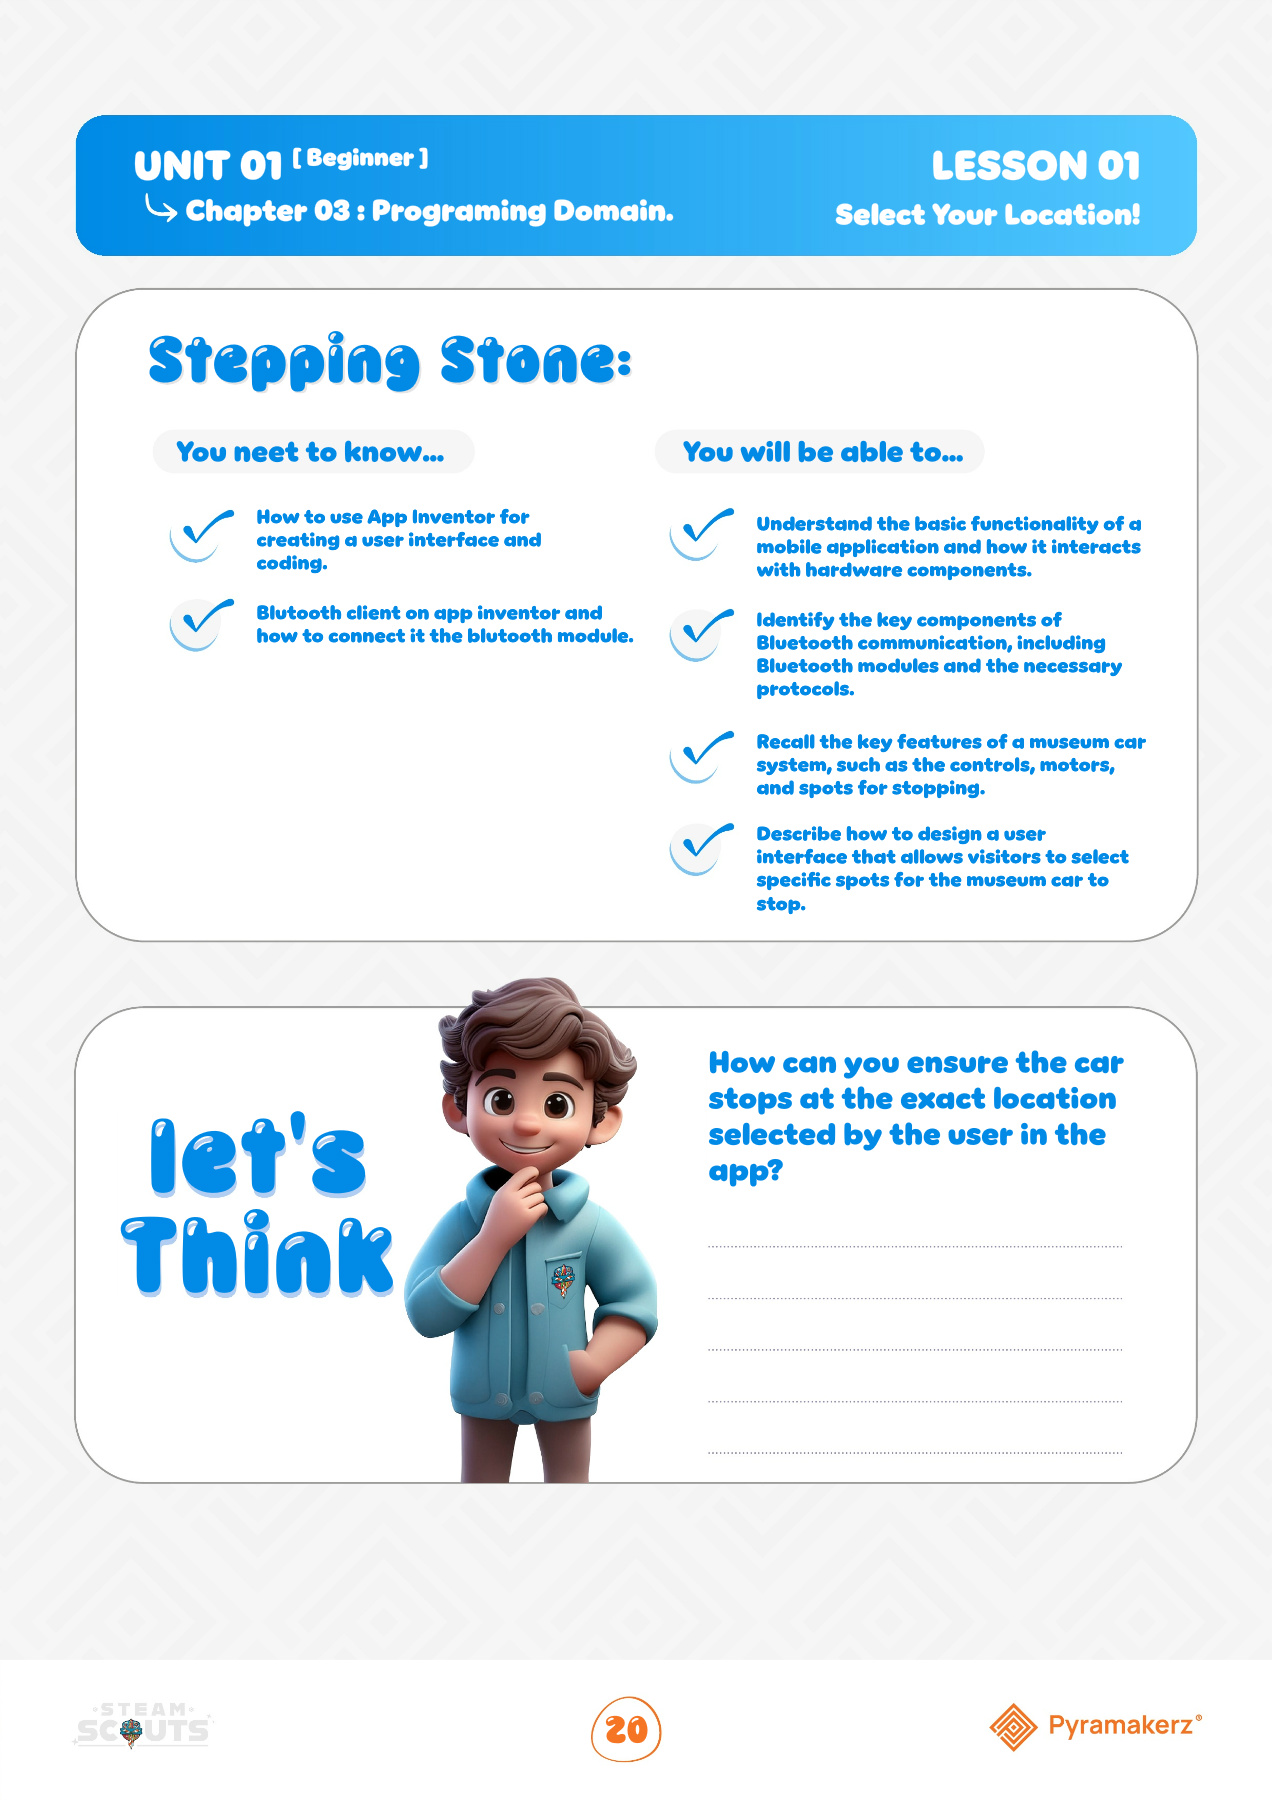 UNIT 01 [ Beginner ]
Chapter 03 : Programing Domain.
LESSON 01
Select Your Location!
Stepping Stone:
You neet to know...
How to use App Inventor for
creating a user interface and
coding.
Blutooth client on app inventor and
how to connect it the blutooth module.
You will be able to...
Understand the basic functionality of a
mobile application and how it interacts
with hardware components.
Identify the key components of
Bluetooth communication, including
Bluetooth modules and the necessary
protocols.
Recall the key features of a museum car
system, such as the controls, motors,
and spots for stopping.
Describe how to design a user
interface that allows visitors to select
specific spots for the museum car to
stop.
let's
Think
How can you ensure the car
stops at the exact location
selected by the user in the
app?
STEAM
SCOUTS
20
Pyramakerz®